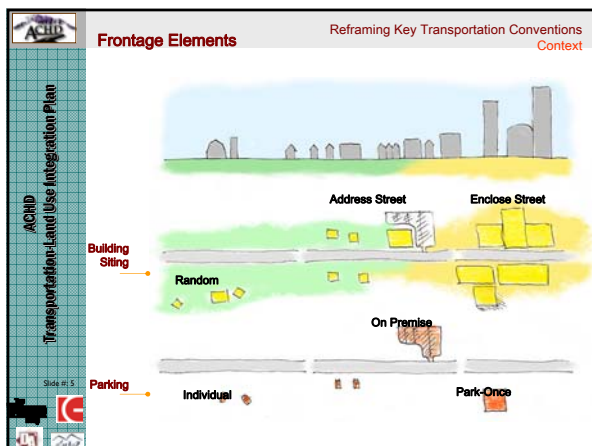 ACHD
Frontage Elements
Reframing Key Transportation Conventions
Context
ACHD
Transportation-Land Use Integration Plan
Address Street
Enclose Street
Building
Siting
Random
On Premise
Parking
Individual
Park-Once
Slide #: 5